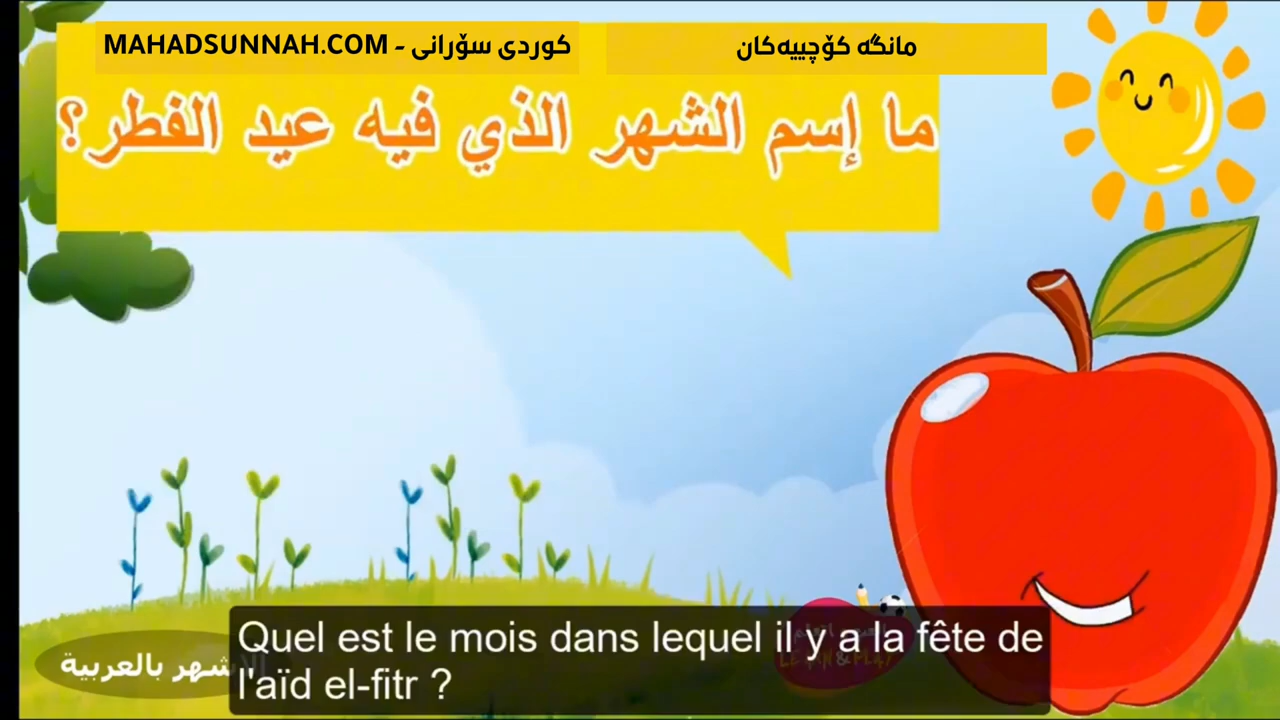 MAHADSUNNAH.COM - کوردی سۆرانی
مانگە کۆچییەکان
ما إسم الشهر الذي فيه عيد الفطر؟
Quel est le mois dans lequel il y a la fête de
l'aïd el-fitr ?
الاشهر بالعربية